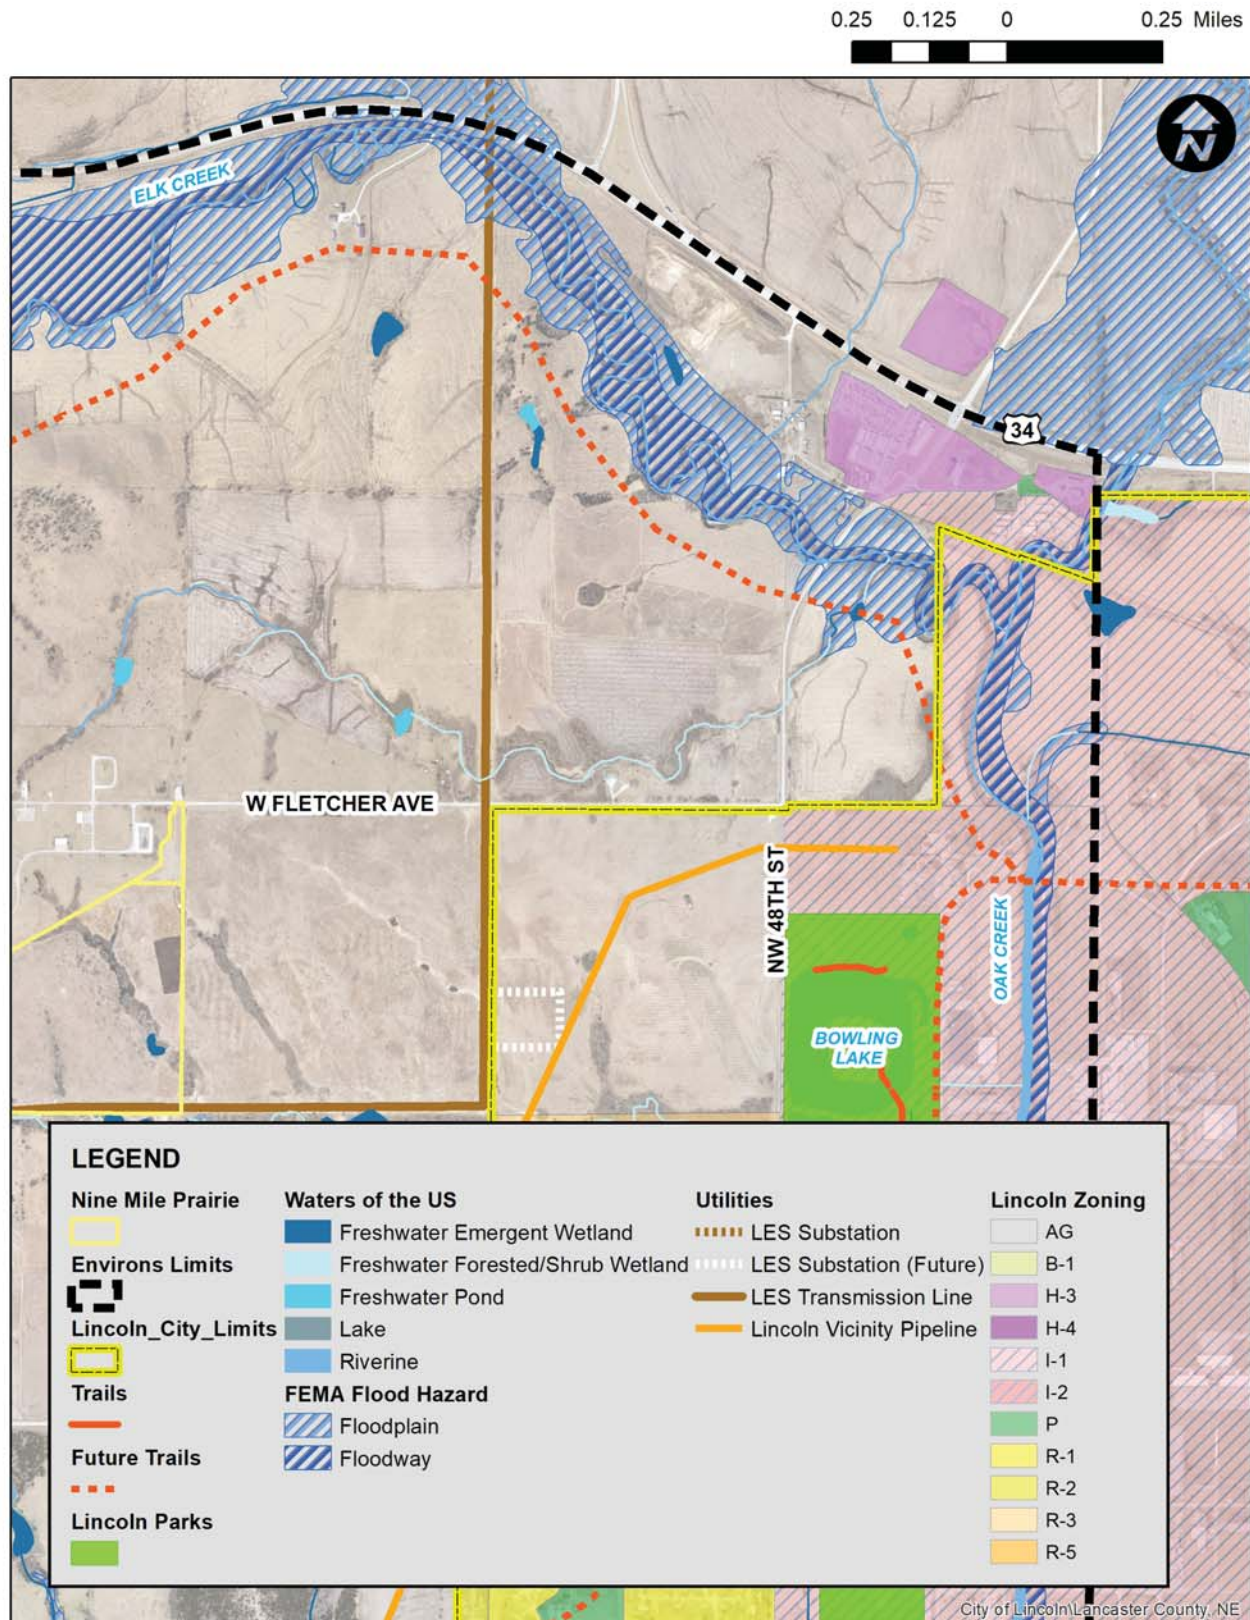 0.25 0.125 0 0.25 Miles
N
ELK CREEK
34
W FLETCHER AVE
NW 48TH ST
OAK CREEK
BOWLING
LAKE
LEGEND
Nine Mile Prairie
Environs Limits
Lincoln_City_Limits
Trails
Future Trails
Lincoln Parks
Waters of the US
Freshwater Emergent Wetland
Freshwater Forested/Shrub Wetland
Freshwater Pond
Lake
Riverine
FEMA Flood Hazard
Floodplain
Floodway
Utilities
LES Substation
LES Substation (Future)
LES Transmission Line
Lincoln Vicinity Pipeline
Lincoln Zoning
AG
B-1
H-3
H-4
I-1
I-2
P
R-1
R-2
R-3
R-5
City of Lincoln\Lancaster County, NE